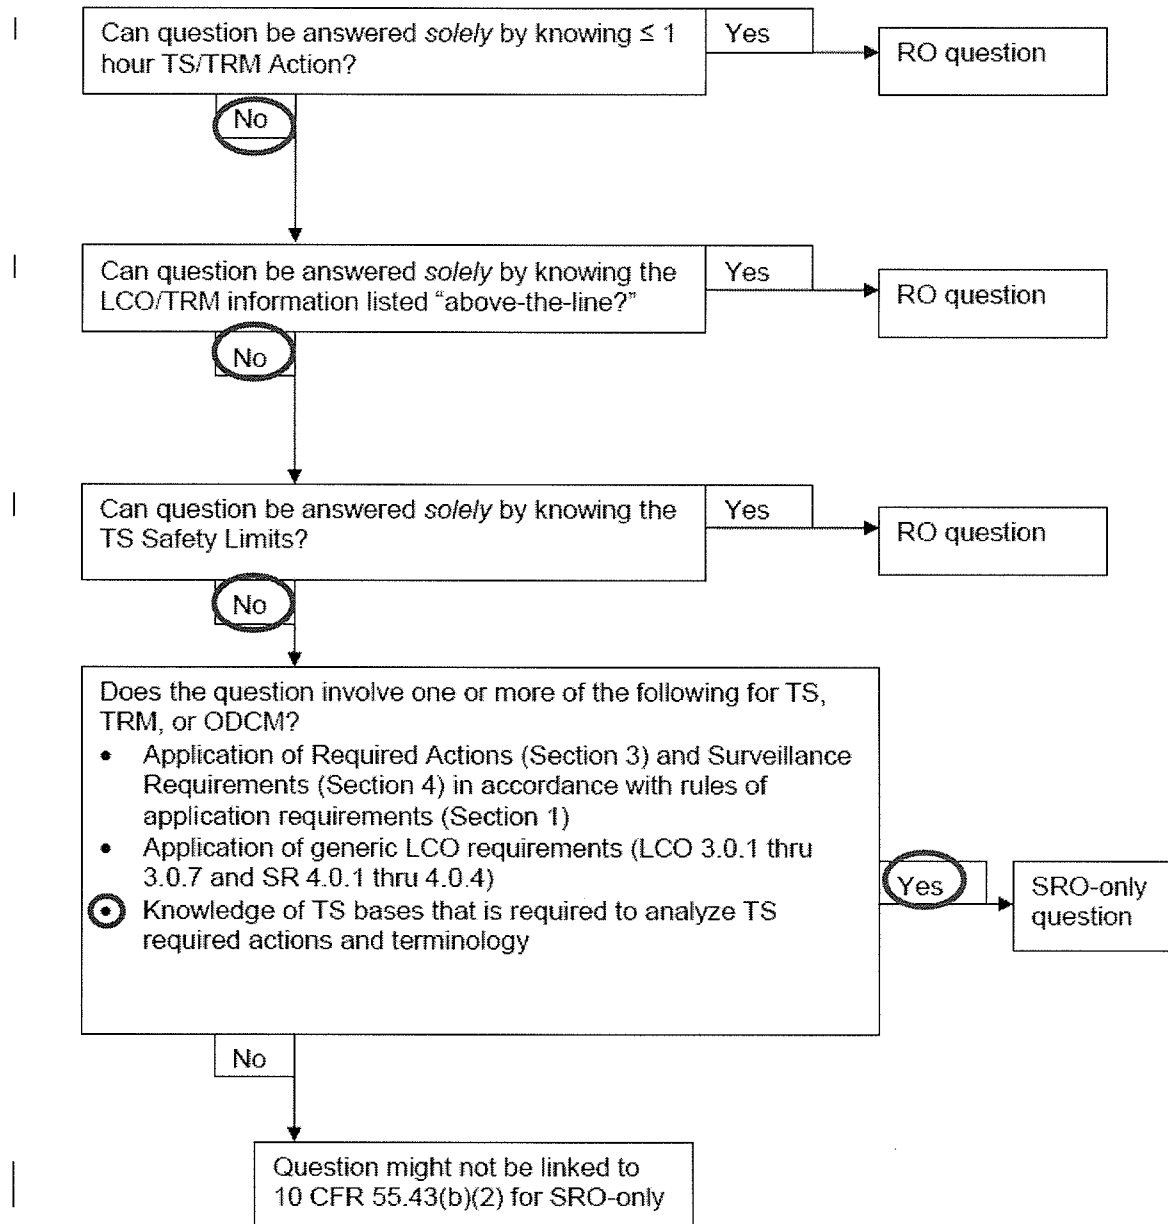 Can question be answered solely by knowing ≤ 1
hour TS/TRM Action?
Yes
RO question
No
Can question be answered solely by knowing the
LCO/TRM information listed “above-the-line?”
Yes
RO question
No
Can question be answered solely by knowing the
TS Safety Limits?
Yes
RO question
No
Does the question involve one or more of the following for TS,
TRM, or ODCM?
• Application of Required Actions (Section 3) and Surveillance
Requirements (Section 4) in accordance with rules of
application requirements (Section 1)
• Application of generic LCO requirements (LCO 3.0.1 thru
3.0.7 and SR 4.0.1 thru 4.0.4)
• Knowledge of TS bases that is required to analyze TS
required actions and terminology
Yes
SRO-only
question
No
Question might not be linked to
10 CFR 55.43(b)(2) for SRO-only